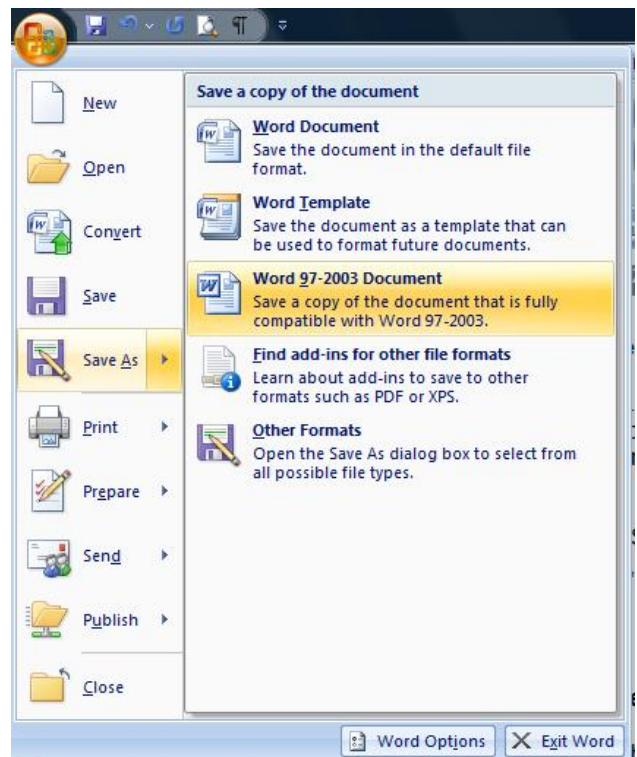 Save a copy of the document
New
Open
Convert
Save
Save As
Print
Prepare
Send
Publish
Close
Word Document
Save the document in the default file
format.
Word Template
Save the document as a template that can
be used to format future documents.
Word 97-2003 Document
Save a copy of the document that is fully
compatible with Word 97-2003.
Find add-ins for other file formats
Learn about add-ins to save to other
formats such as PDF or XPS.
Other Formats
Open the Save As dialog box to select from
all possible file types.
Word Options
Exit Word